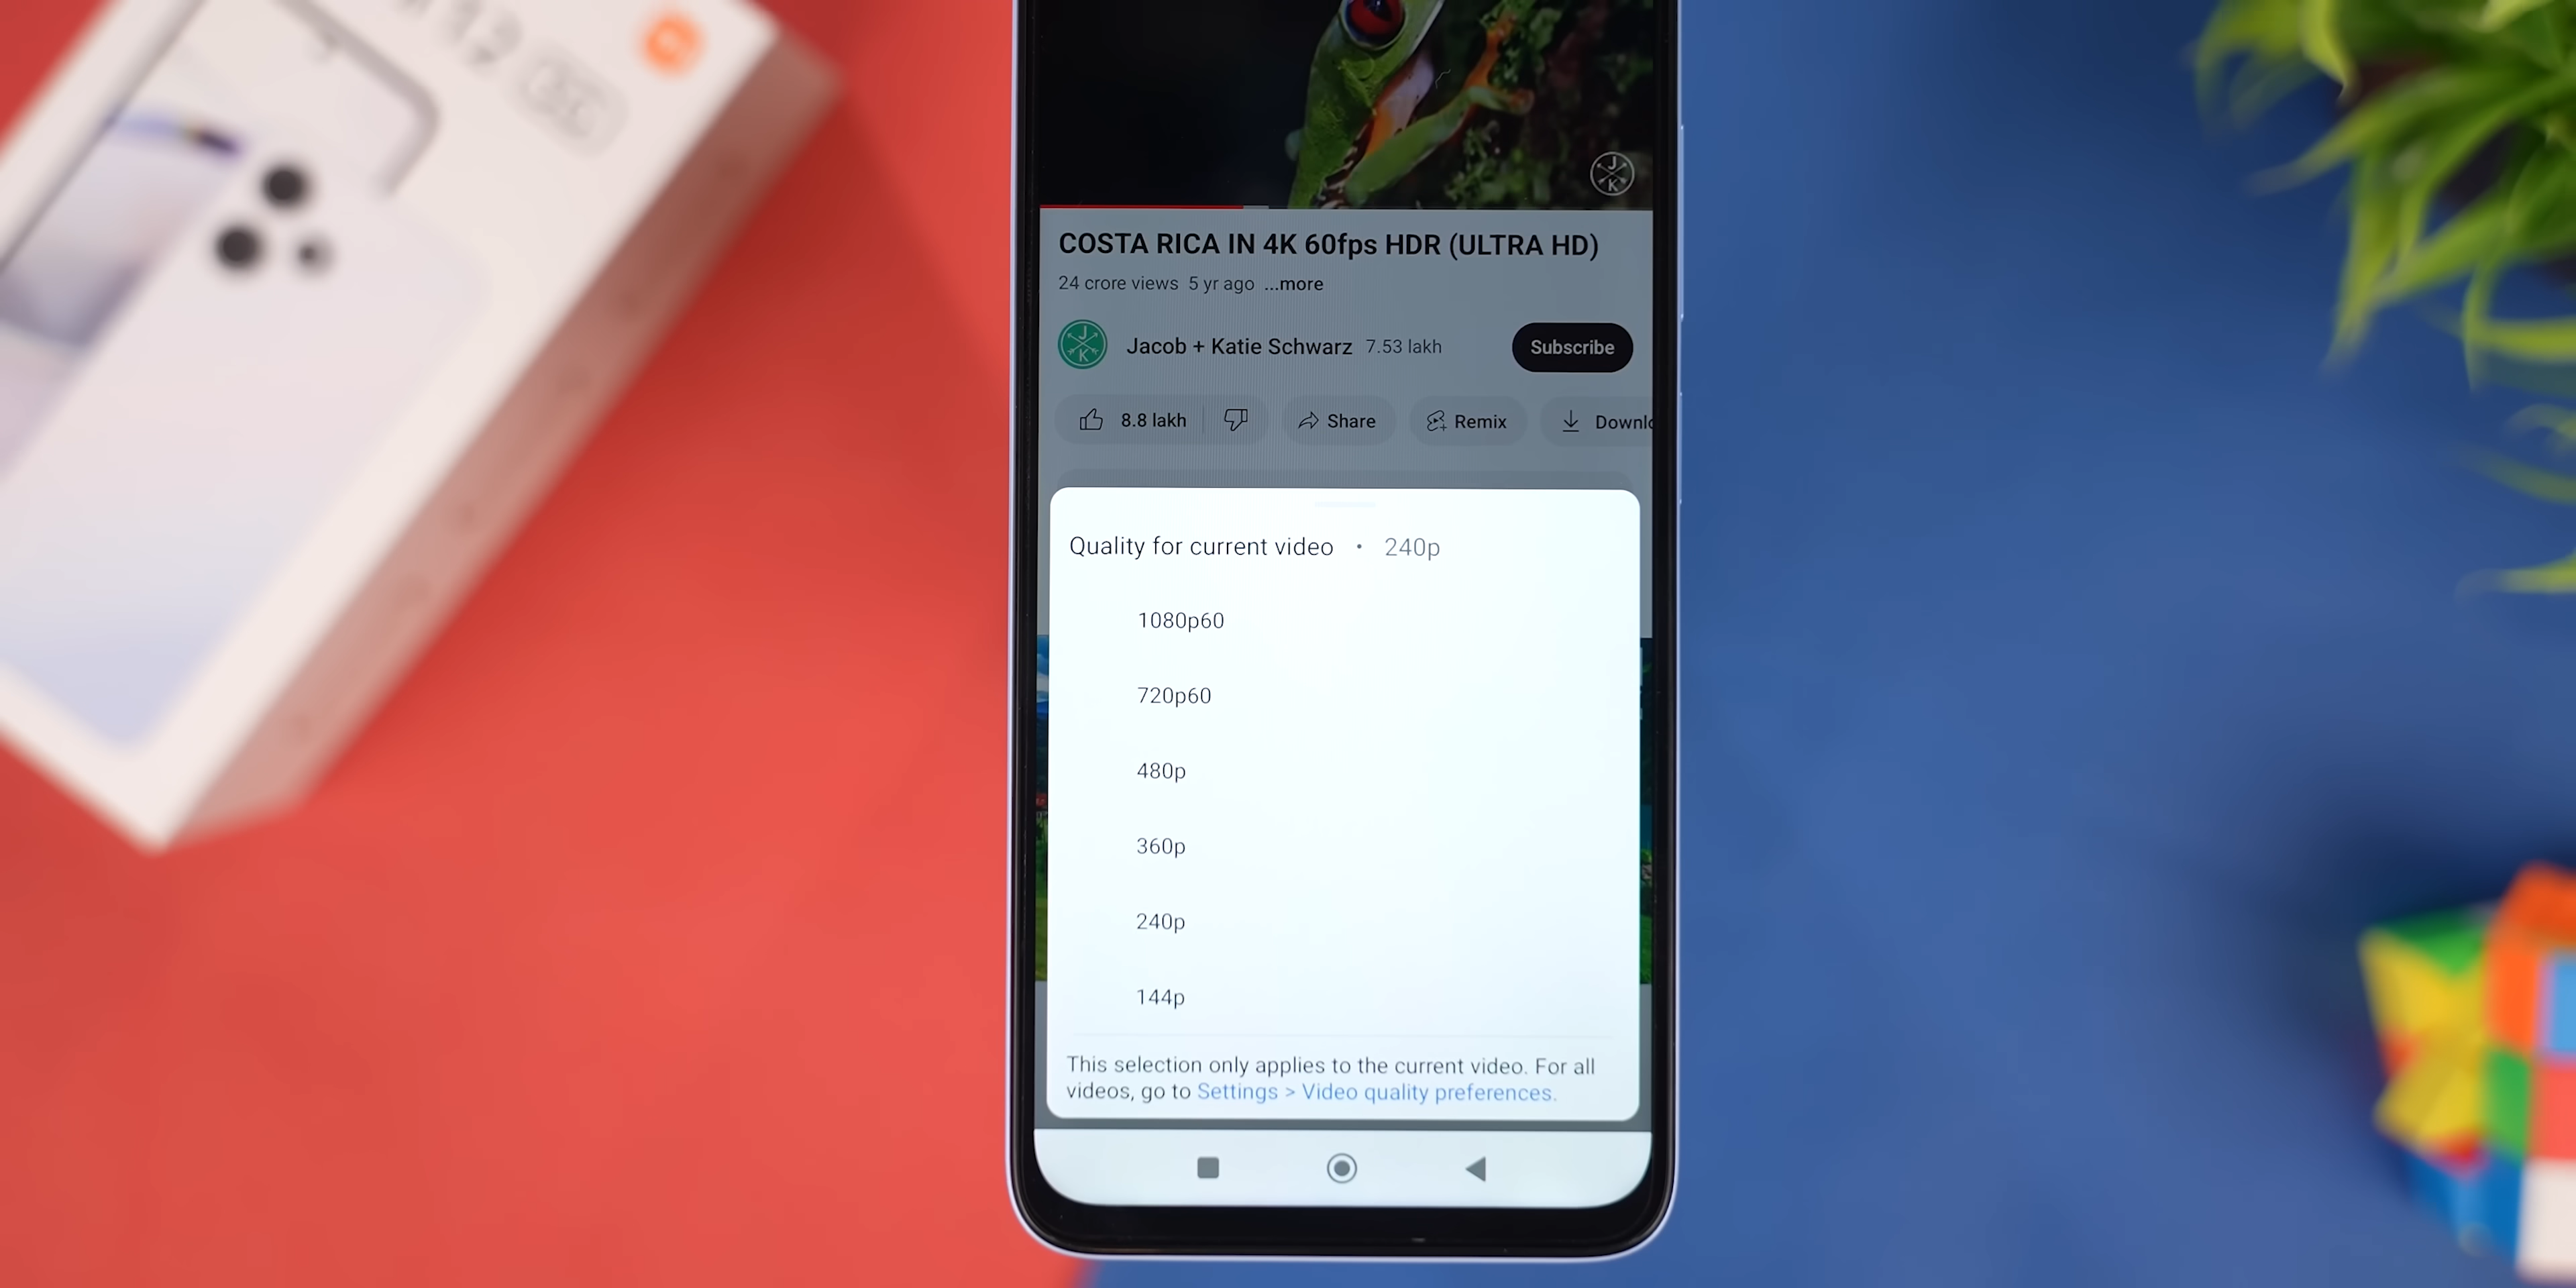 J
K
COSTA RICA IN 4K 60fps HDR (ULTRA HD)
24 crore views 5 yr ago ...more
J
K
Jacob + Katie Schwarz 7.53 lakh
Subscribe
8.8 lakh
Share
Remix
Downlo
Quality for current video • 240p
1080p60
720p60
480p
360p
240p
144p
This selection only applies to the current video. For all
videos, go to Settings > Video quality preferences.